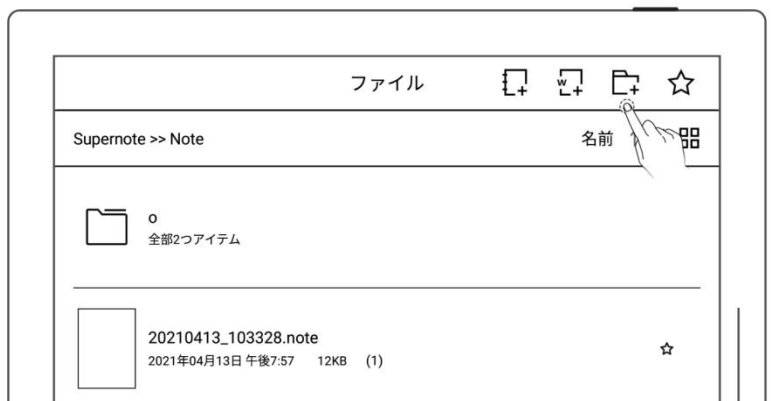 ファイル
W
Supernote >> Note 名前
o
全部2つアイテム
20210413_103328.note
2021年04月13日 午後7:57 12KB (1)